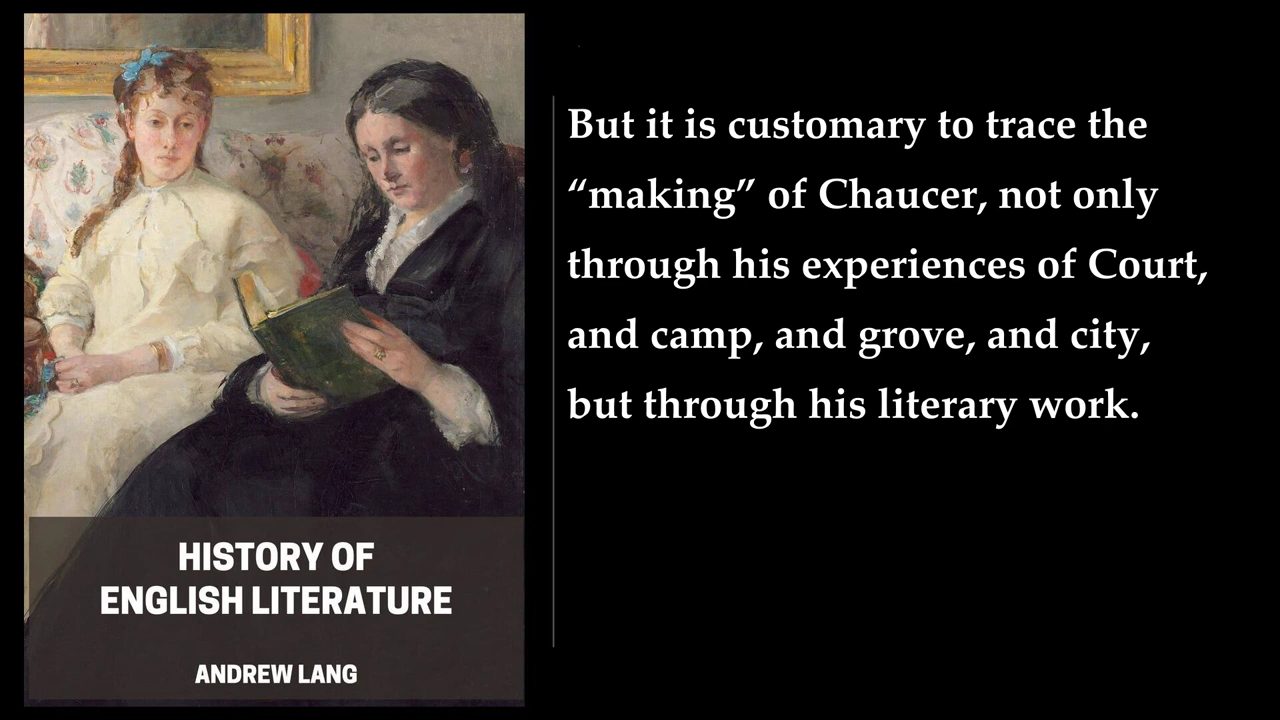 But it is customary to trace the
“making” of Chaucer, not only
through his experiences of Court,
and camp, and grove, and city,
but through his literary work.
HISTORY OF
ENGLISH LITERATURE
ANDREW LANG